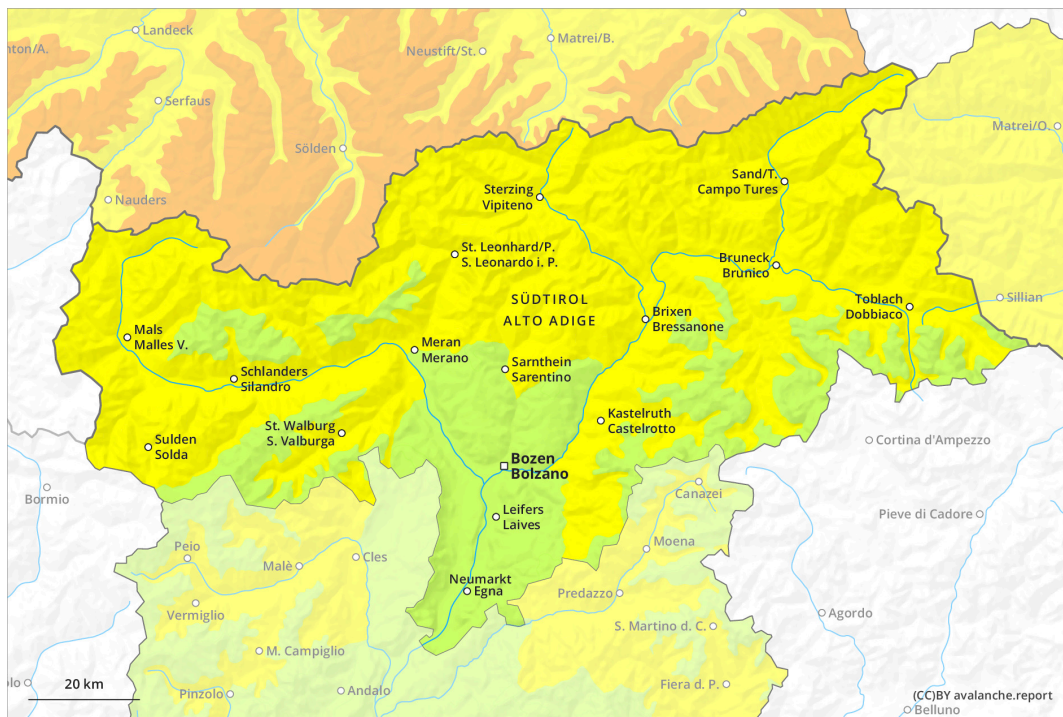 Landeck
nton/A.
Matrei/B.
Neustift/St.
Serfaus
Matrei/O.
Sölden
Sand/T.
Campo Tures
Sterzing
Vipiteno
Nauders
St. Leonhard/P.
S. Leonardo i. P.
Bruneck
Brunico
SÜDTIROL
ALTO ADIGE
Toblach
Dobbiaco
Sillian
Brixen
Bressanone
Mals
Malles V.
Meran
Merano
Sarnthein
Sarentino
Schlanders
Silandro
Kastelruth
Castelrotto
St. Walburg
S. Valburga
Sulden
Solda
Cortina d'Ampezzo
Bozen
Bolzano
Bormio
Canazei
Leifers
Laives
Pieve di Cadore
Peio
Moena
Cles
Malè
Neumarkt
Egna
Predazzo
Vermiglio
Agordo
S. Martino d. C.
M. Campiglio
olo
20 km
Fiera d. P.
Andalo
Pinzolo
(CC)BY avalanche.report
Belluno